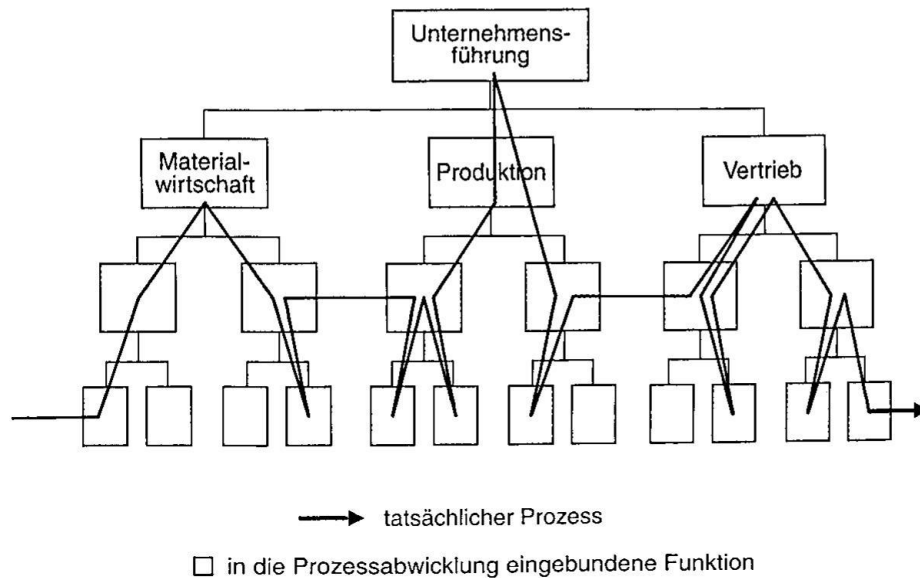 Unternehmens-
führung
Material-
wirtschaft
Produktion
Vertrieb
tatsächlicher Prozess
in die Prozessabwicklung eingebundene Funktion